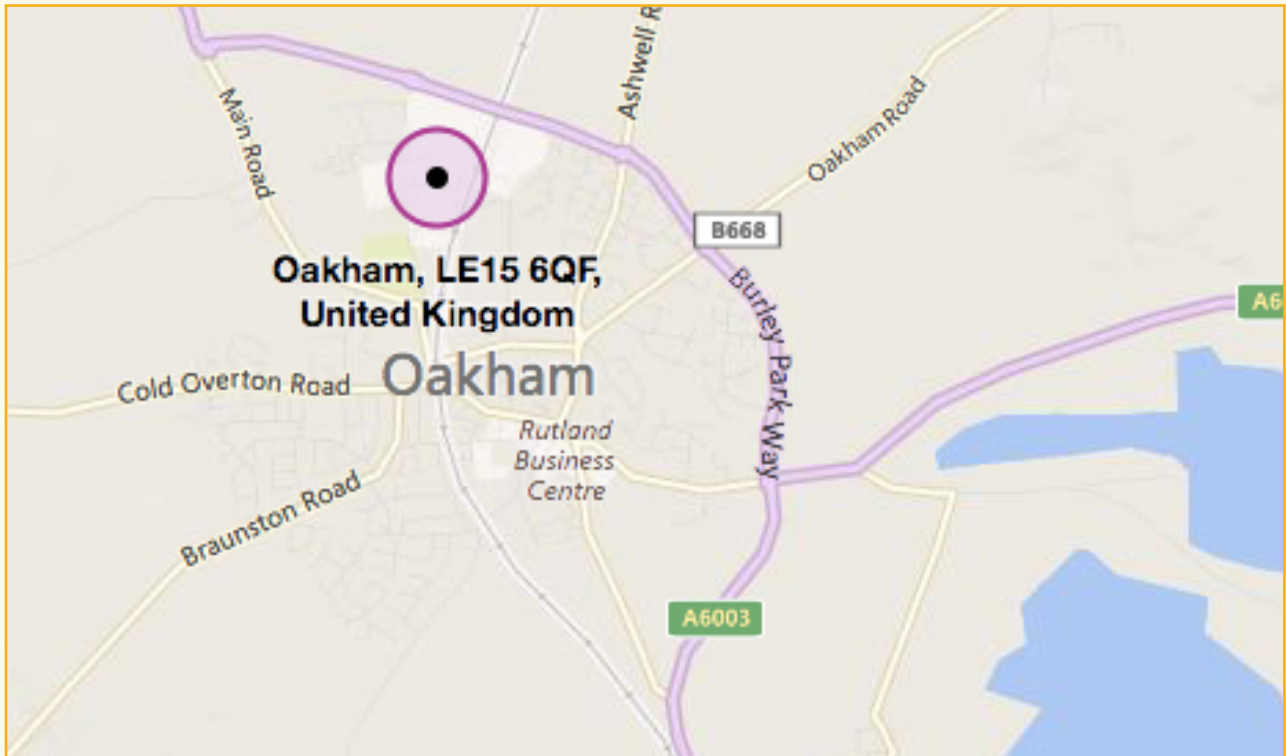 Ashwell R
Main Road
Oakham Road
B668
Oakham, LE15 6QF,
United Kingdom
Burley Park Way
A6
Cold Overton Road
Oakham
Rutland
Business
Centre
Braunston Road
A6003